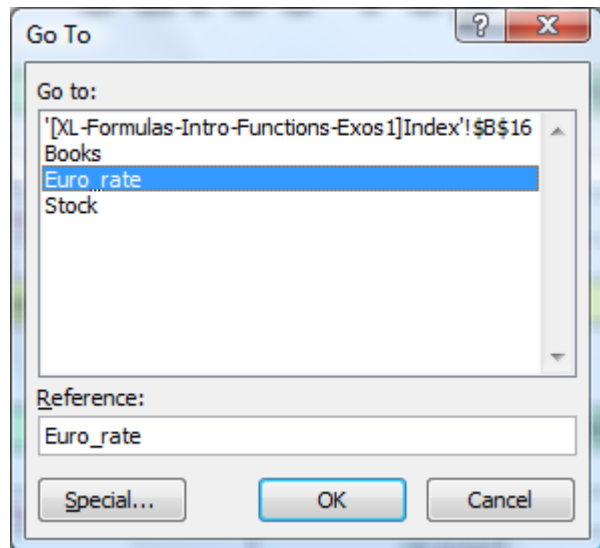 Go To
Go to:
'[XL-Formulas-Intro-Functions-Exos1]Index'!$B$16
Books
Euro_rate
Stock
Reference:
Euro_rate
Special... OK Cancel